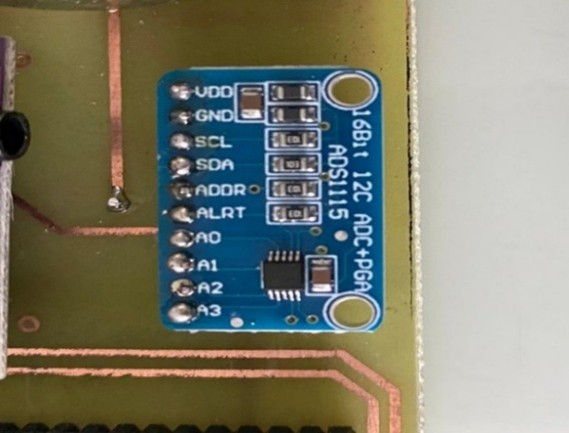 VDD
GND
SCL
SDA
ADDR
ALRT
A0
A1
A2
A3
16Bit I2C ADC+PGA
ADS1115